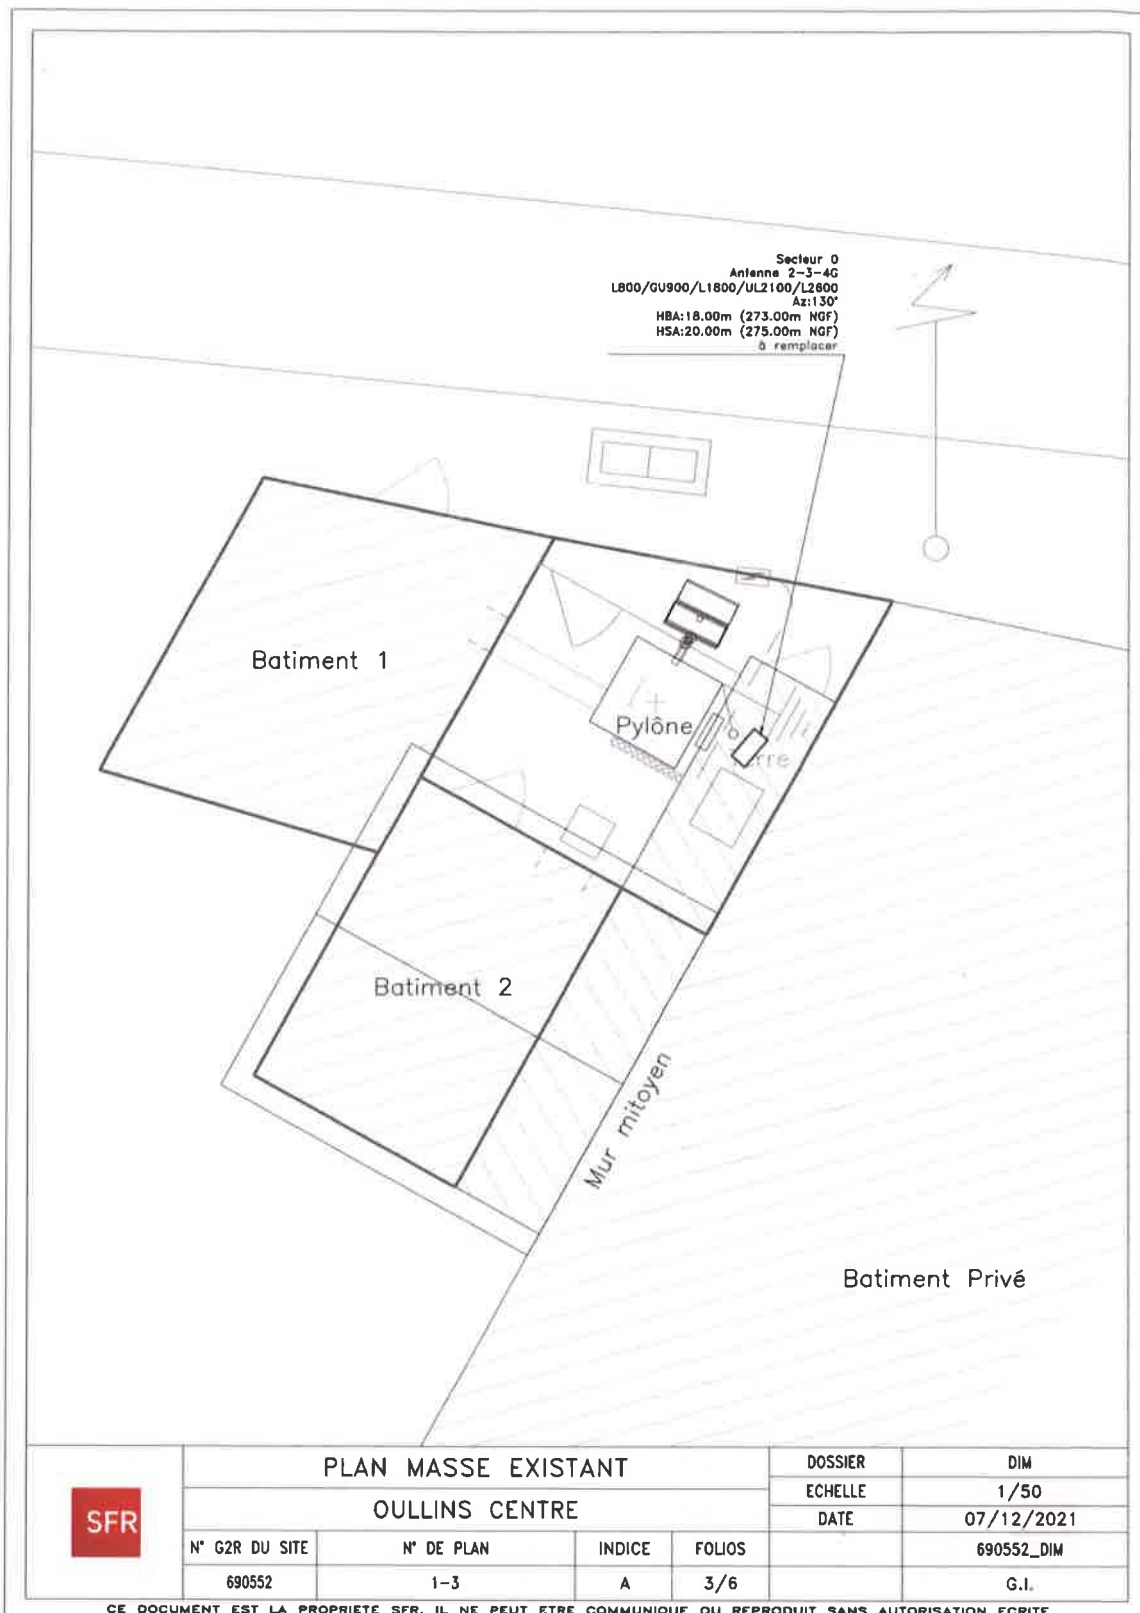 Secteur 0
Antenne 2-3-4G
L800/GU900/L1800/UL2100/L2600
Az:130°
HBA:18.00m (273.00m NGF)
HSA:20.00m (275.00m NGF)
à remplacer
Batiment 1
Pylône
Batiment 2
Mur mitoyen
Batiment Privé
SFR
PLAN MASSE EXISTANT
OULLINS CENTRE
N° G2R DU SITE
N° DE PLAN
INDICE
FOLIOS
690552
1-3
A
3/6
DOSSIER
DIM
ECHELLE
1/50
DATE
07/12/2021
690552_DIM
G.I.
CE DOCUMENT EST LA PROPRIETE SFR. IL NE PEUT ETRE COMMUNIQUE OU REPRODUIT SANS AUTORISATION ECRITE